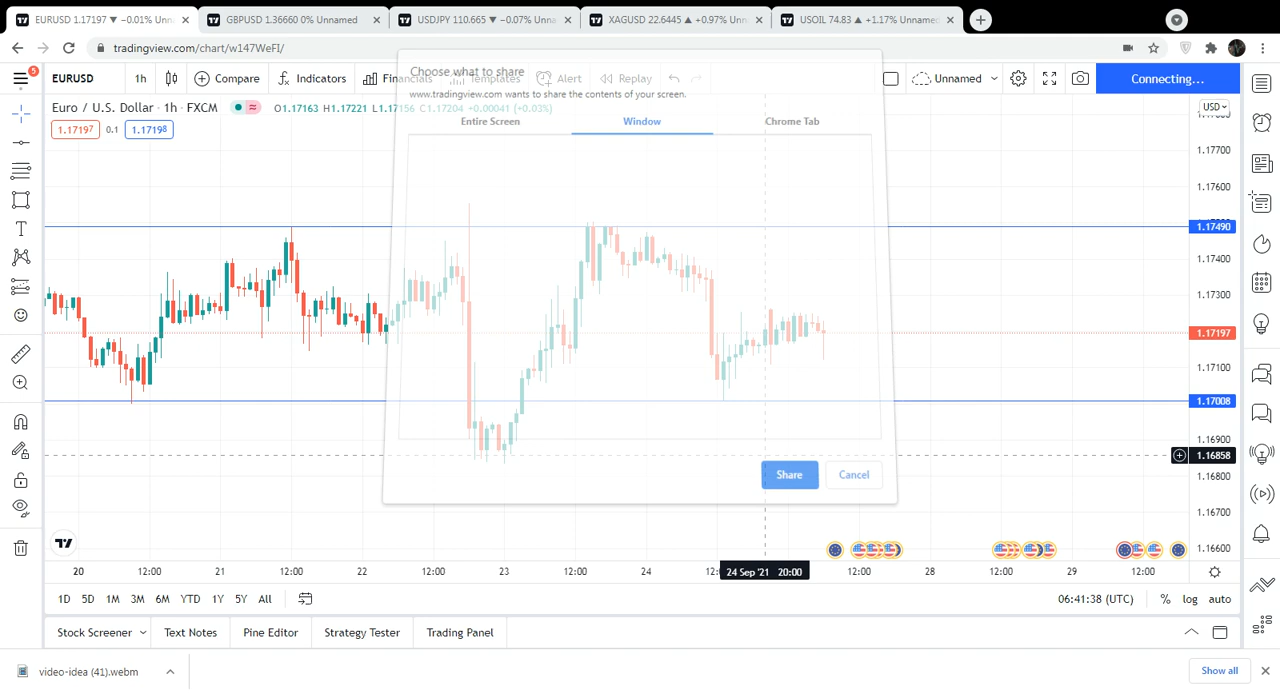 EURUSD 1.17197 ▼ −0.01% Unna
GBPUSD 1.36660 0% Unnamed
USDJPY 110.665 ▼ −0.07% Unna
XAGUSD 22.6445 ▲ +0.97% Unna
USOIL 74.83 ▲ +1.17% Unnamed
tradingview.com/chart/w147WeFI/
5
EURUSD 1h Compare Indicators Financials Templates Alert Replay Unnamed Connecting...
Choose what to share
www.tradingview.com wants to share the contents of your screen.
Entire Screen Window Chrome Tab
Euro / U.S. Dollar · 1h · FXCM
O1.17163 H1.17221 L1.17156 C1.17204 +0.00041 (+0.03%)
1.17197 0.1 1.17198
USD
1.17700
1.17600
1.17490
1.17400
1.17300
1.17197
1.17100
1.17008
1.16900
1.16858
1.16800
1.16700
1.16600
Share Cancel
20 12:00 21 12:00 22 12:00 23 12:00 24 24 Sep '21 20:00 12:00 28 12:00 29 12:00
1D 5D 1M 3M 6M YTD 1Y 5Y All
06:41:38 (UTC) % log auto
Stock Screener Text Notes Pine Editor Strategy Tester Trading Panel
video-idea (41).webm
Show all